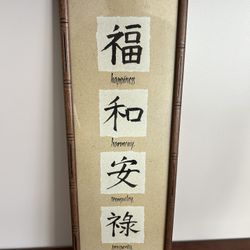 福
happiness
和
harmony
安
tranquility
祿
prosperity